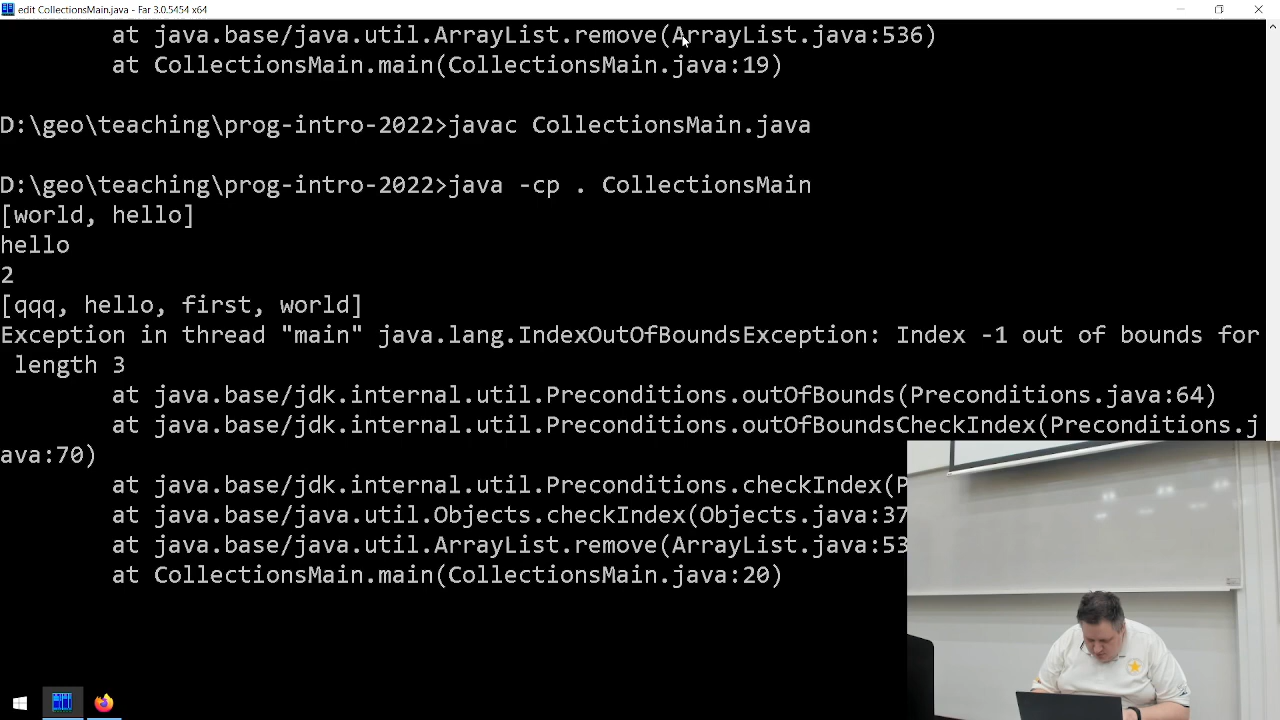 edit CollectionsMain.java - Far 3.0.5454 x64
at java.base/java.util.ArrayList.remove(ArrayList.java:536)
at CollectionsMain.main(CollectionsMain.java:19)
D:\geo\teaching\prog-intro-2022>javac CollectionsMain.java
D:\geo\teaching\prog-intro-2022>java -cp . CollectionsMain
[world, hello]
hello
2
[qqq, hello, first, world]
Exception in thread "main" java.lang.IndexOutOfBoundsException: Index -1 out of bounds for
length 3
at java.base/jdk.internal.util.Preconditions.outOfBounds(Preconditions.java:64)
at java.base/jdk.internal.util.Preconditions.outOfBoundsCheckIndex(Preconditions.j
ava:70)
at java.base/jdk.internal.util.Preconditions.checkIndex(P
at java.base/java.util.Objects.checkIndex(Objects.java:37
at java.base/java.util.ArrayList.remove(ArrayList.java:53
at CollectionsMain.main(CollectionsMain.java:20)